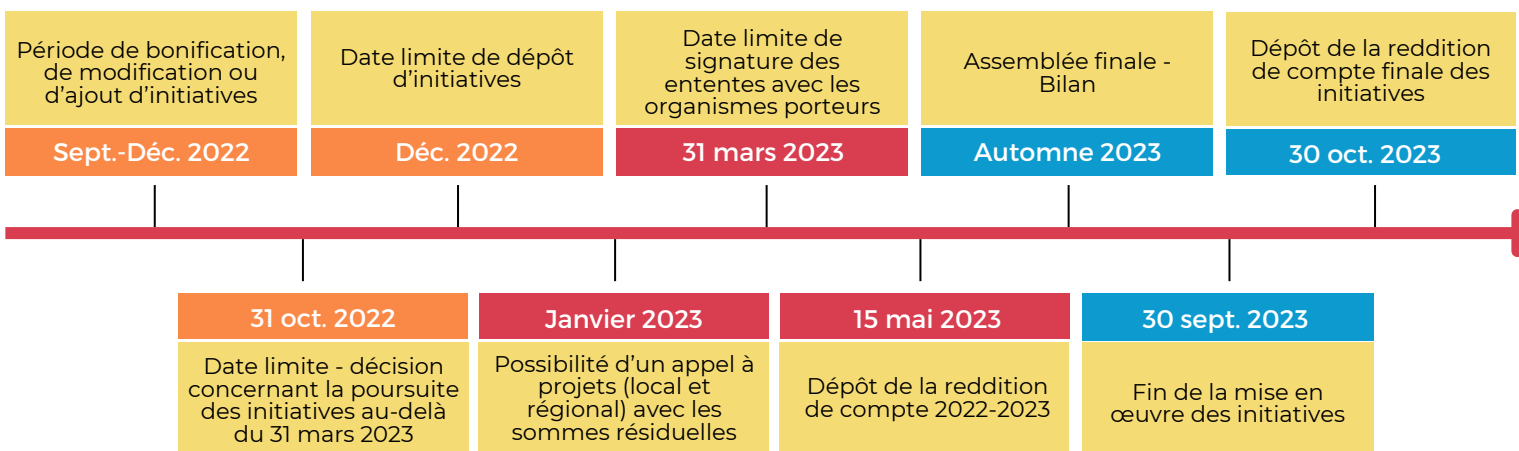 Période de bonification,
de modification ou
d'ajout d'initiatives
Sept.-Déc. 2022
Date limite de dépôt
d'initiatives
Déc. 2022
Date limite de
signature des
ententes avec les
organismes porteurs
31 mars 2023
Assemblée finale -
Bilan
Automne 2023
Dépôt de la reddition
de compte finale des
initiatives
30 oct. 2023
31 oct. 2022
Date limite - décision
concernant la poursuite
des initiatives au-delà
du 31 mars 2023
Janvier 2023
Possibilité d'un appel à
projets (local et
régional) avec les
sommes résiduelles
15 mai 2023
Dépôt de la reddition
de compte 2022-2023
30 sept. 2023
Fin de la mise en
œuvre des initiatives